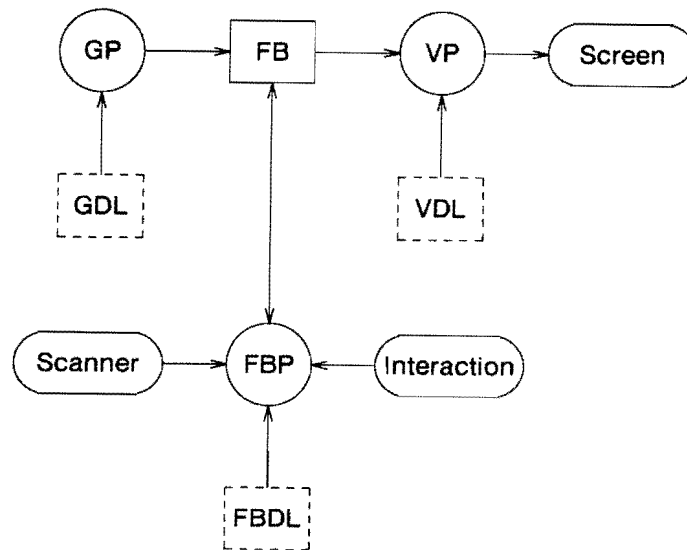 GP
FB
VP
Screen
GDL
VDL
Scanner
FBP
Interaction
FBDL